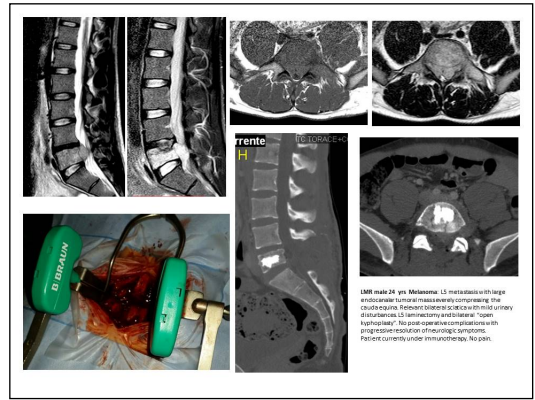 rrente
TC TORACE+C
H
B BRAUN
LMR male 24 yrs Melanoma: L5 metastasis with large
endocanalar tumoral mass severely compressing the
cauda equina. Relevant bilateral sciatica with mild urinary
disturbances. L5 laminectomy and bilateral "open
kyphoplasty". No post-operative complications with
progressive resolution of neurologic symptoms.
Patient currently under immunotherapy. No pain.